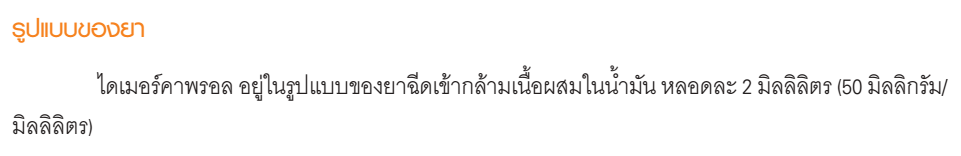 รูปแบบของยา
ไดเมอร์คาพรอล อยู่ในรูปแบบของยาฉีดเข้ากล้ามเนื้อผสมในน้ำมัน หลอดละ 2 มิลลิลิตร (50 มิลลิกรัม/
มิลลิลิตร)